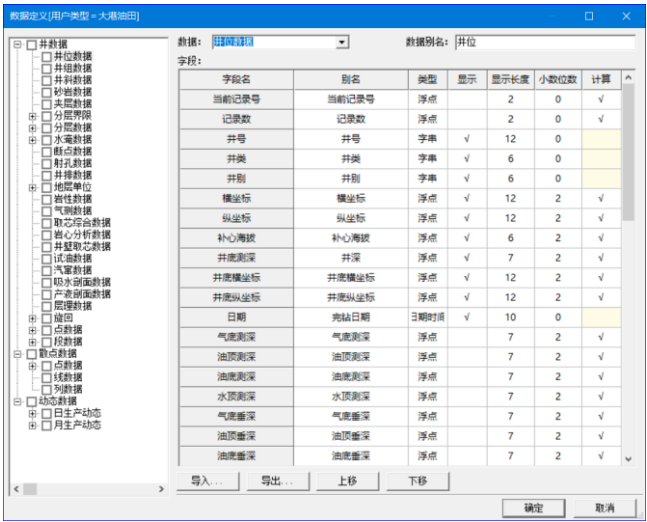 数据定义[用户类型=大港油田]
井数据
井位数据
井组数据
井斜数据
砂岩数据
夹层数据
分层界限
分层数据
水淹数据
断点数据
射孔数据
井排数据
地层单位
岩性数据
气测数据
取芯综合数据
岩心分析数据
井壁取芯数据
试油数据
汽窜数据
吸水剖面数据
产液剖面数据
层理数据
旋回
点数据
段数据
散点数据
点数据
线数据
列数据
动态数据
日生产动态
月生产动态
数据: 井位数据 数据别名: 井位
字段:
字段名 别名 类型 显示 显示长度 小数位数 计算
当前记录号 当前记录号 浮点 2 0 √
记录数 记录数 浮点 2 0 √
井号 井号 字串 √ 12 0
井类 井类 字串 √ 6 0
井别 井别 字串 √ 6 0
横坐标 横坐标 浮点 √ 12 2 √
纵坐标 纵坐标 浮点 √ 12 2 √
补心海拔 补心海拔 浮点 √ 6 2 √
井底测深 井深 浮点 √ 7 2 √
井底横坐标 井底横坐标 浮点 √ 12 2 √
井底纵坐标 井底纵坐标 浮点 √ 12 2 √
日期 完钻日期 日期时间 √ 10 0
气底测深 气底测深 浮点 7 2 √
油顶测深 油顶测深 浮点 7 2 √
油底测深 油底测深 浮点 7 2 √
水顶测深 水顶测深 浮点 7 2 √
气底垂深 气底垂深 浮点 7 2 √
油顶垂深 油顶垂深 浮点 7 2 √
油底垂深 油底垂深 浮点 7 2 √
导入... 导出... 上移 下移
确定 取消